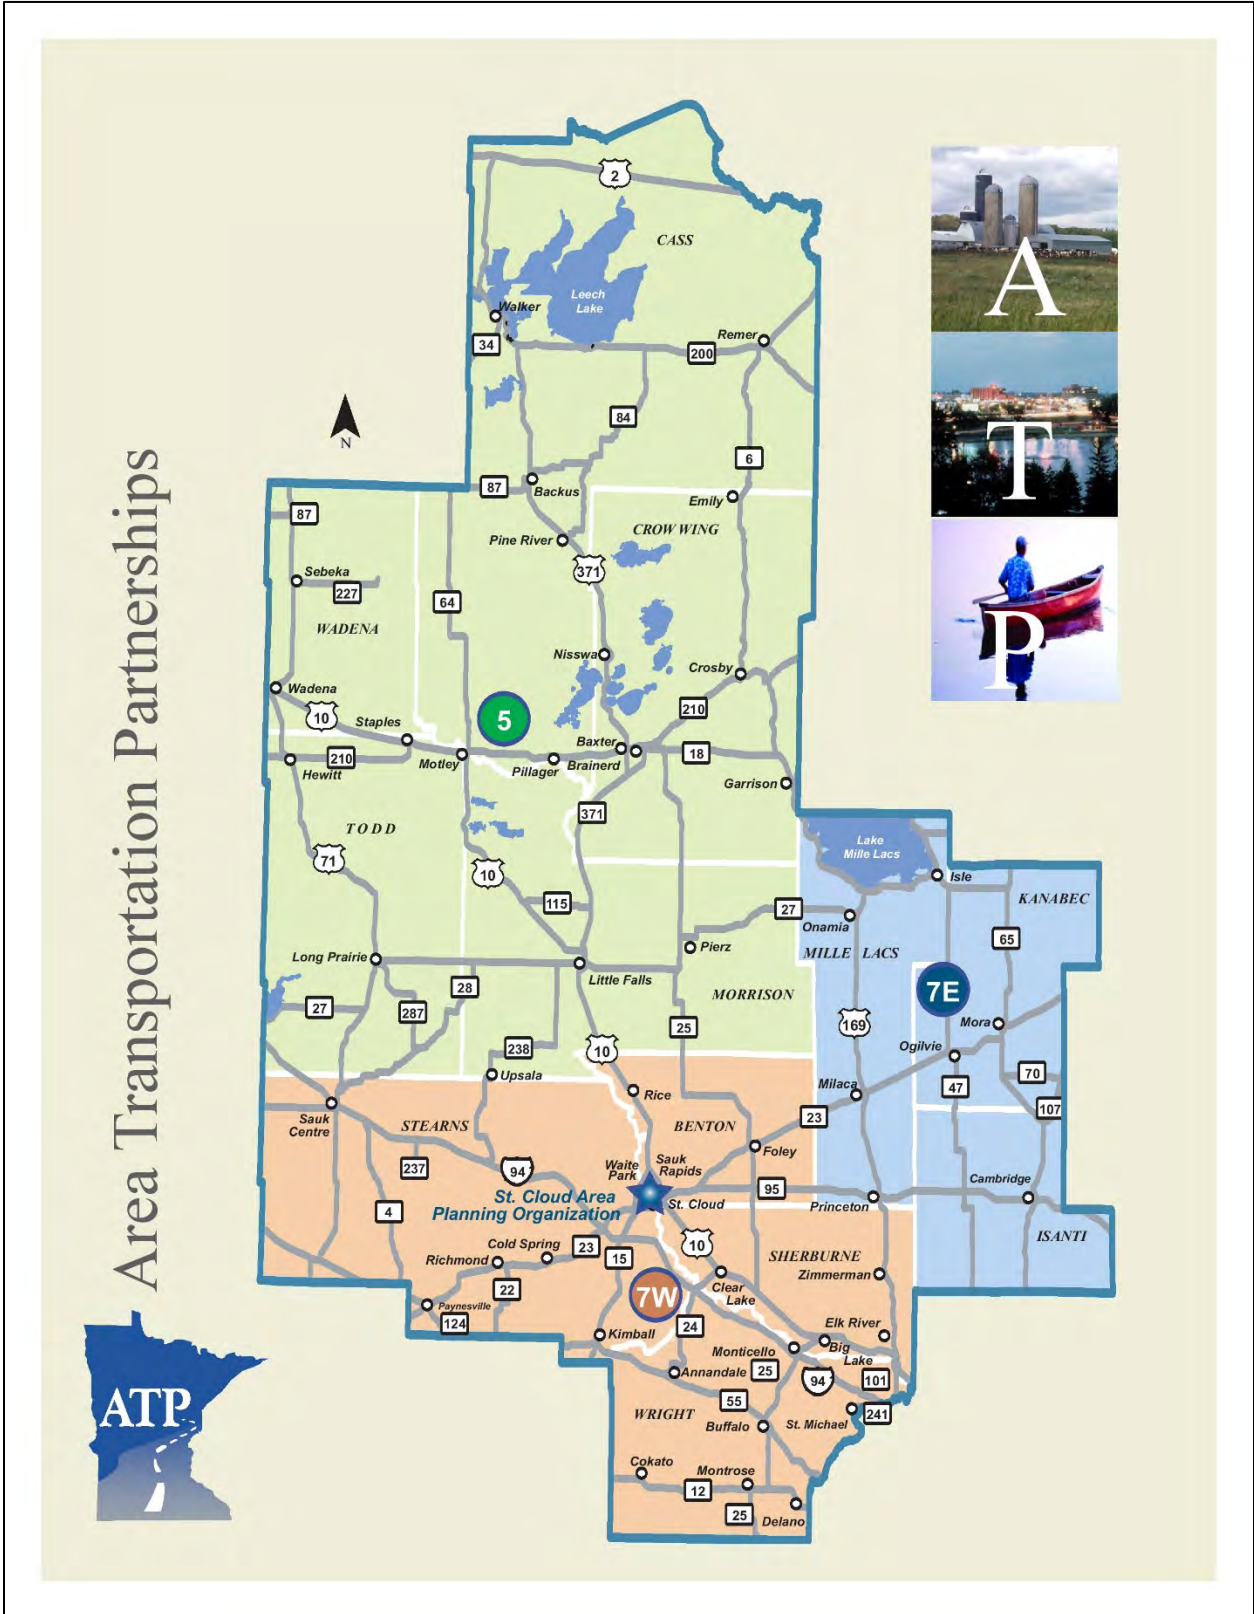 Area Transportation Partnerships
A
T
P
N
2
CASS
Leech
Lake
Walker
34
Remer
200
84
6
87
Backus
Emily
87
CROW WING
Pine River
371
Sebeka
227
64
WADENA
Nisswa
Crosby
Wadena
10
Staples
5
210
210
Hewitt
Motley
Pillager
Baxter
Brainerd
18
Garrison
371
TODD
71
10
Lake
Mille Lacs
Isle
KANABEC
115
27
Onamia
65
Long Prairie
Little Falls
Pierz
MILLE LACS
28
MORRISON
7E
27
287
25
169
Mora
238
10
Ogilvie
Upsala
Rice
Milaca
47
70
107
Sauk
Centre
STEARNS
BENTON
23
Foley
237
94
Waite
Park
Sauk
Rapids
St. Cloud Area
Planning Organization
St. Cloud
95
Princeton
Cambridge
4
Cold Spring
23
15
10
SHERBURNE
ISANTI
Richmond
22
Zimmerman
7W
Clear
Lake
Paynesville
124
Kimball
24
Elk River
Monticello
Big
Lake
Annandale
25
94
101
55
WRIGHT
Buffalo
St. Michael
241
Cokato
Montrose
12
25
Delano
ATP